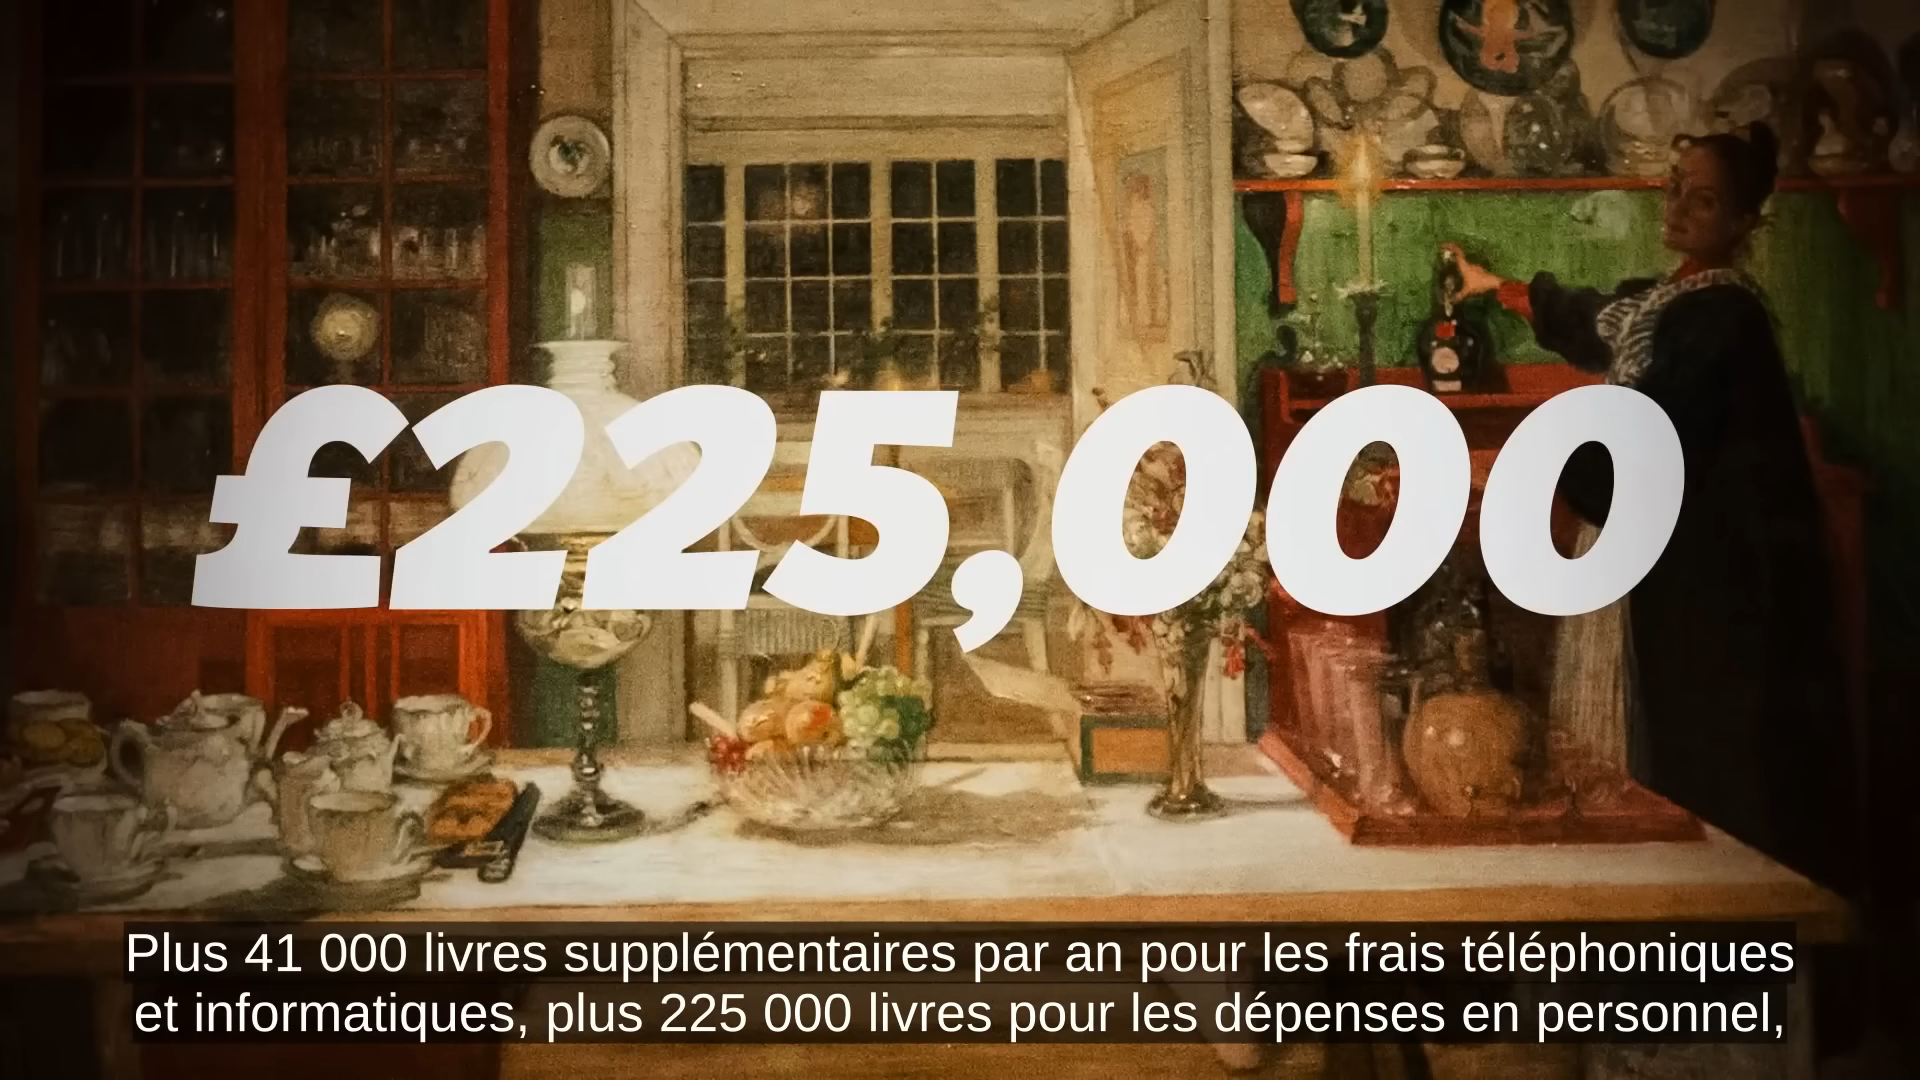 £225,000
Plus 41 000 livres supplémentaires par an pour les frais téléphoniques
et informatiques, plus 225 000 livres pour les dépenses en personnel,